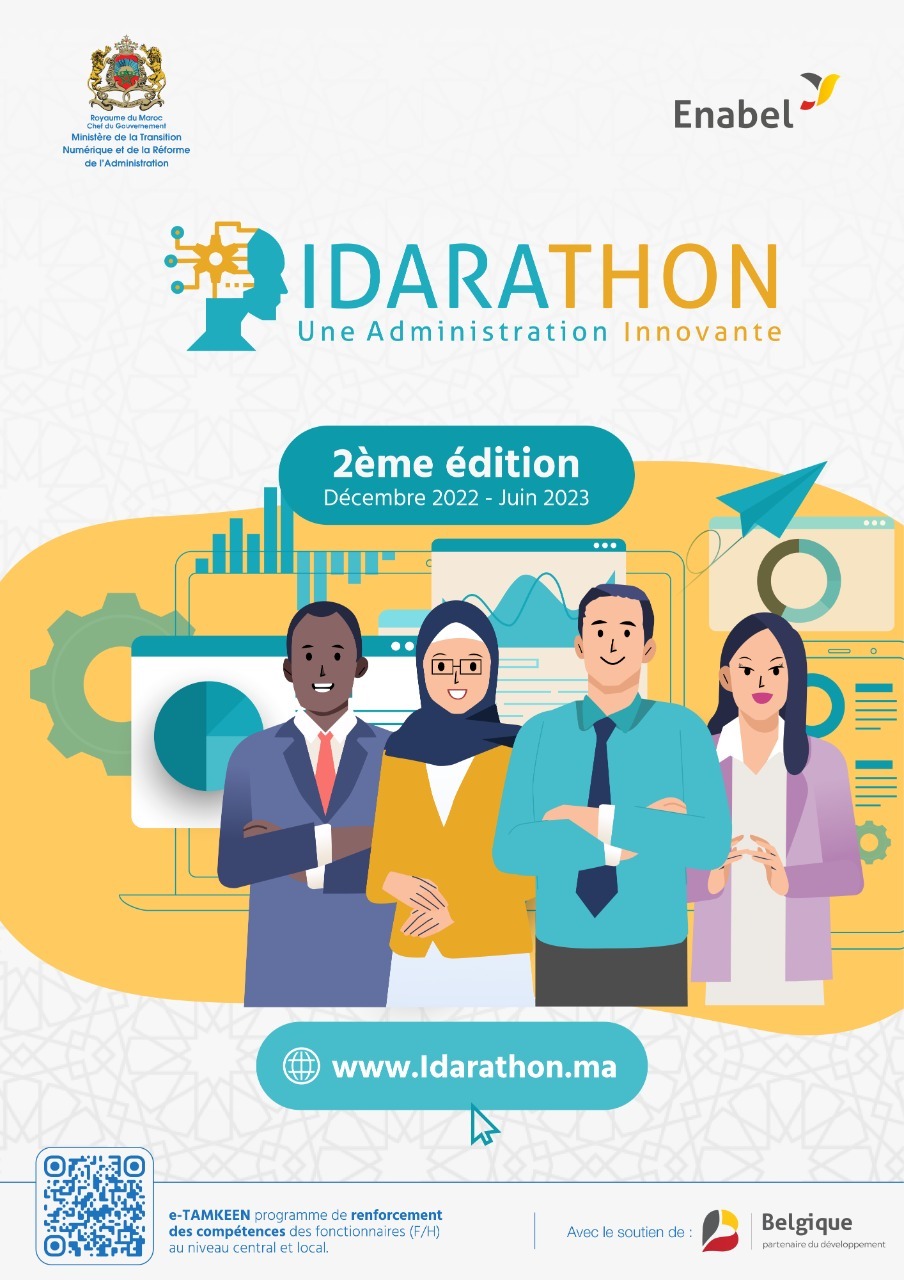 Royaume du Maroc
Chef du Gouvernement
Ministère de la Transition
Numérique et de la Réforme
de l'Administration
Enabel
IDARATHON
Une Administration Innovante
2ème édition
Décembre 2022 - Juin 2023
www.Idarathon.ma
e-TAMKEEN programme de renforcement
des compétences des fonctionnaires (F/H)
au niveau central et local.
Avec le soutien de :
Belgique
partenaire du développement